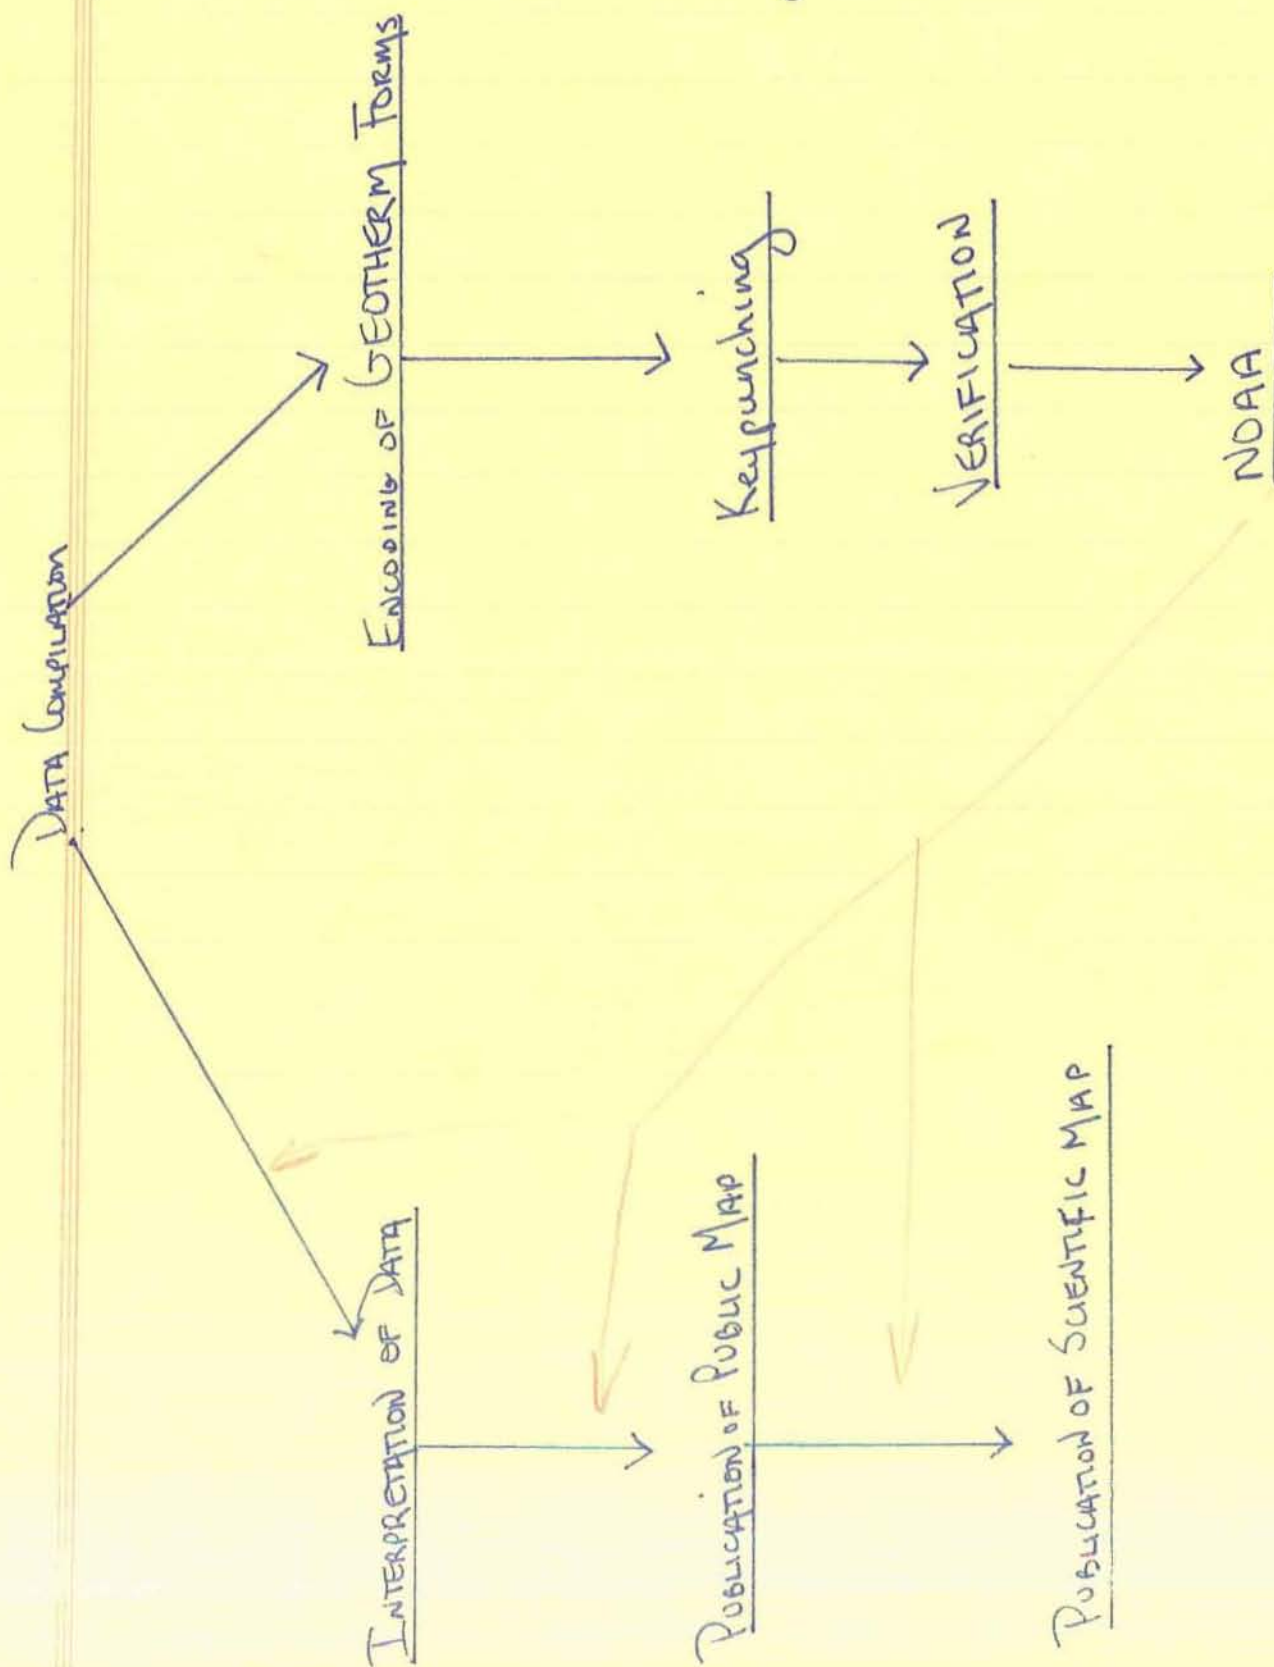 DATA COMPILATION
INTERPRETATION OF DATA
ENCODING OF GEOTHERM FORMS
PUBLICATION OF PUBLIC MAP
Keypunching
VERIFICATION
PUBLICATION OF SCIENTIFIC MAP
NOAA